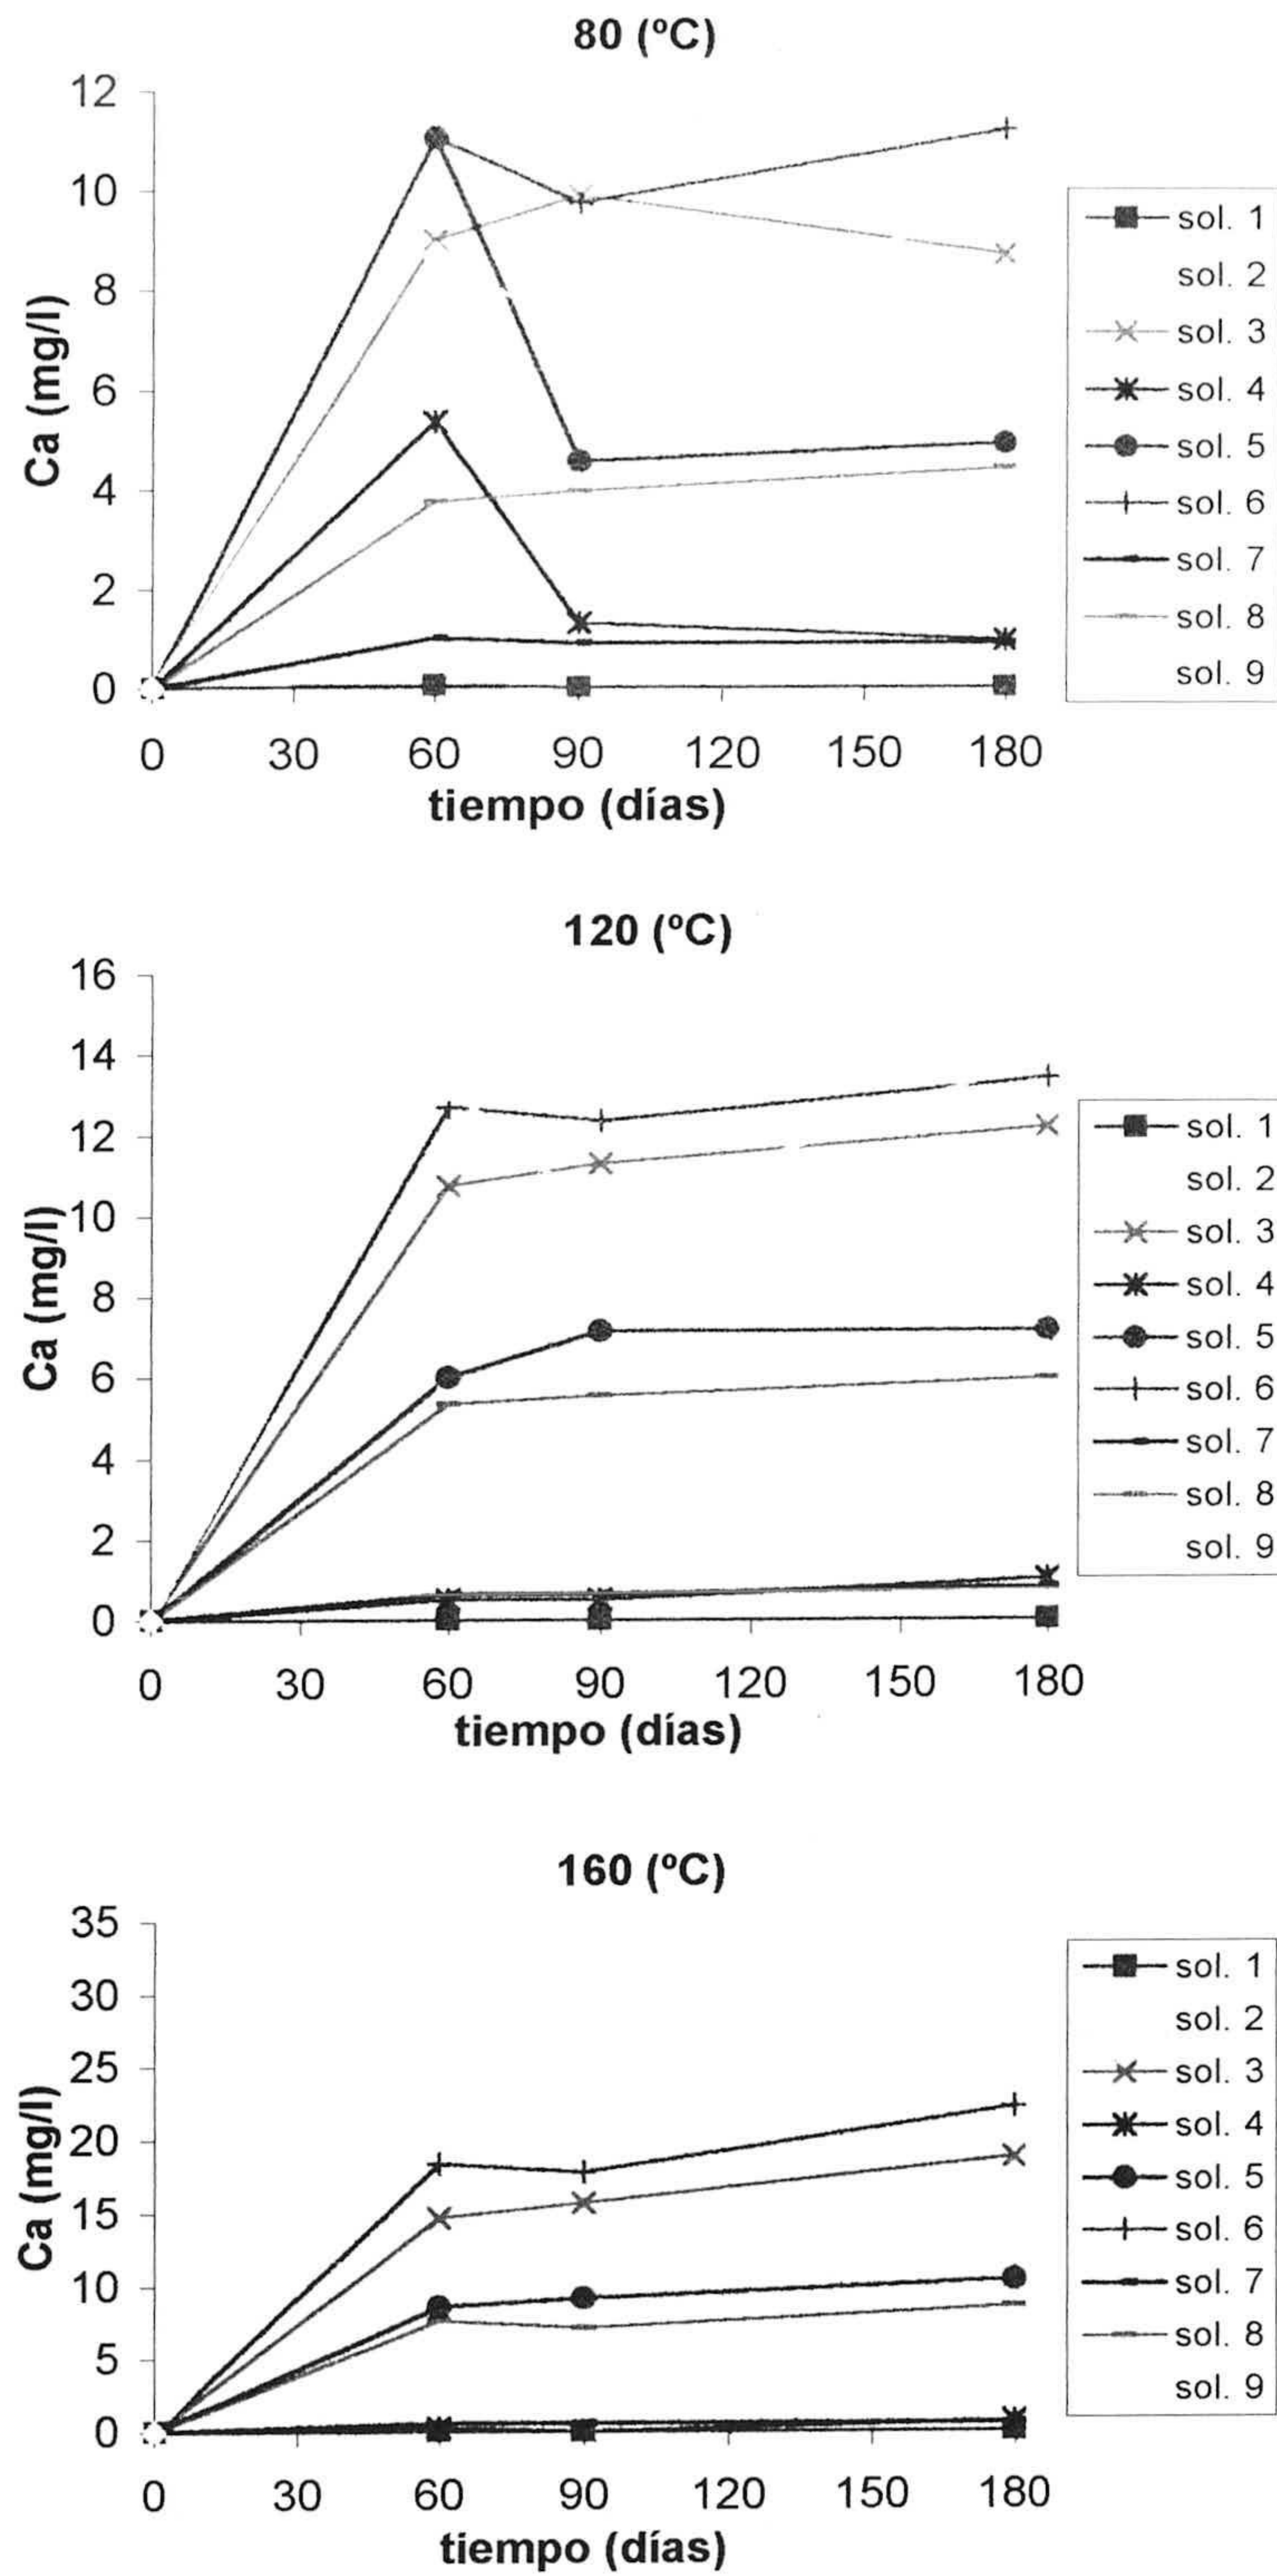 80 (ºC)
12
10
8
6
4
2
0
Ca (mg/l)
0 30 60 90 120 150 180
tiempo (días)
sol. 1
sol. 2
sol. 3
sol. 4
sol. 5
sol. 6
sol. 7
sol. 8
sol. 9
120 (ºC)
16
14
12
10
8
6
4
2
0
Ca (mg/l)
0 30 60 90 120 150 180
tiempo (días)
sol. 1
sol. 2
sol. 3
sol. 4
sol. 5
sol. 6
sol. 7
sol. 8
sol. 9
160 (ºC)
35
30
25
20
15
10
5
0
Ca (mg/l)
0 30 60 90 120 150 180
tiempo (días)
sol. 1
sol. 2
sol. 3
sol. 4
sol. 5
sol. 6
sol. 7
sol. 8
sol. 9